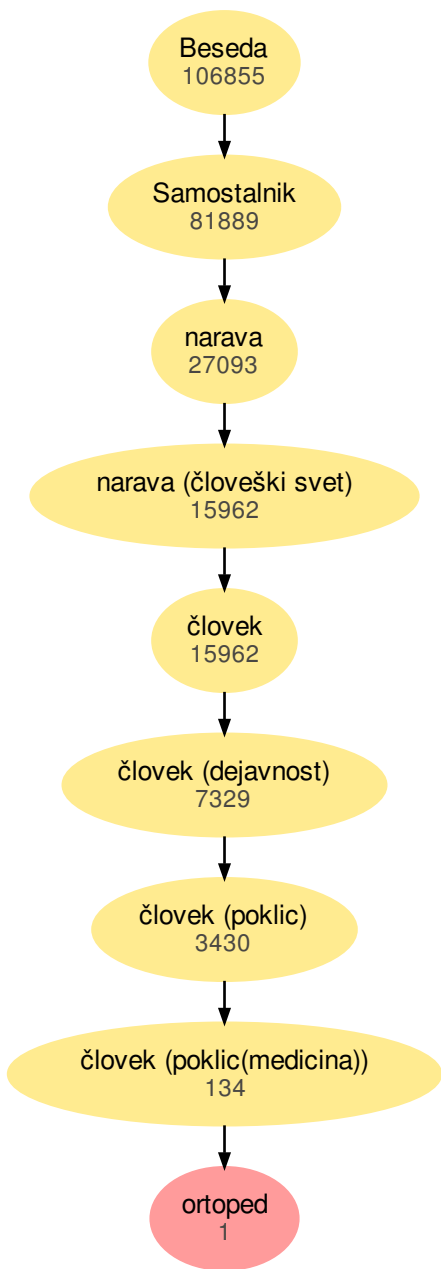 Beseda
106855
Samostalnik
81889
narava
27093
narava (človeški svet)
15962
človek
15962
človek (dejavnost)
7329
človek (poklic)
3430
človek (poklic(medicina))
134
ortoped
1